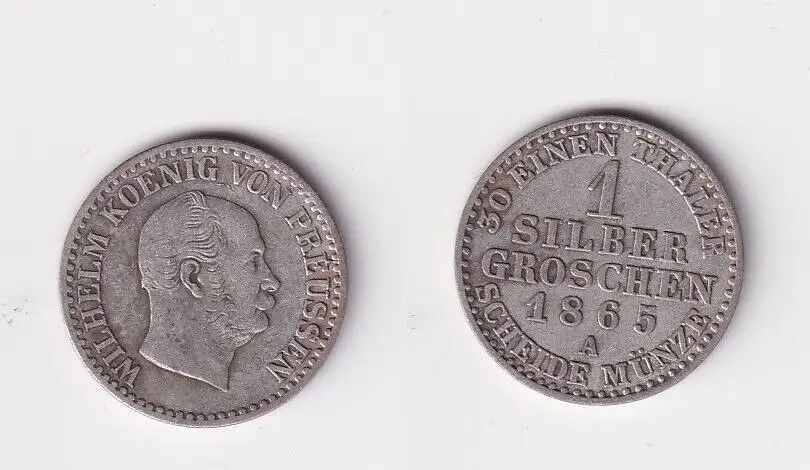 WILHELM KOENIG VON PREUSSEN
30 EINEN THALER
1
SILBER
GROSCHEN
1865
A
SCHEIDE MÜNZE